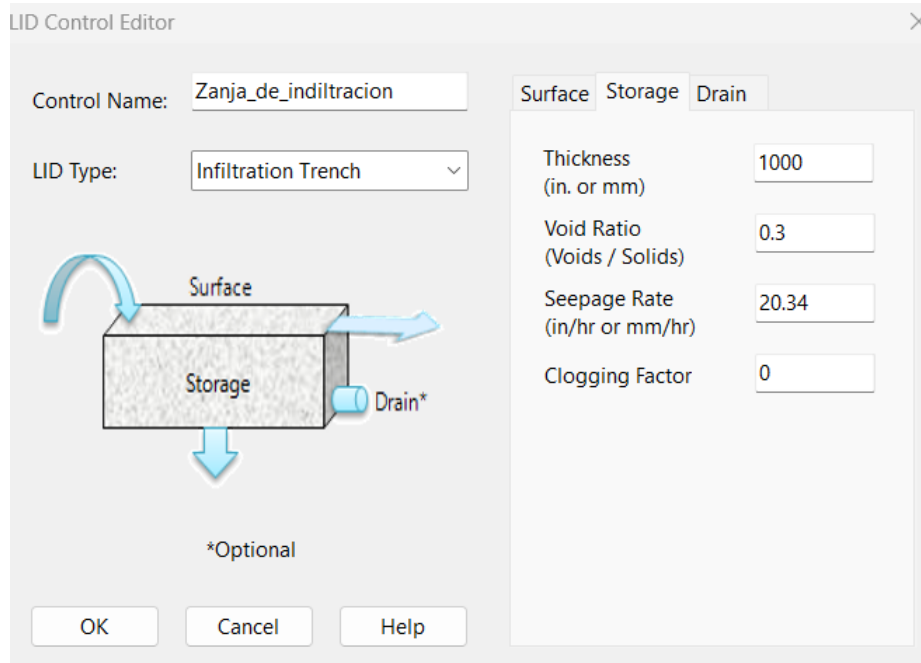 LID Control Editor
Control Name:
Zanja_de_indiltracion
LID Type:
Infiltration Trench
Surface
Storage
Drain*
*Optional
OK
Cancel
Help
Surface
Storage
Drain
Thickness
(in. or mm)
1000
Void Ratio
(Voids / Solids)
0.3
Seepage Rate
(in/hr or mm/hr)
20.34
Clogging Factor
0